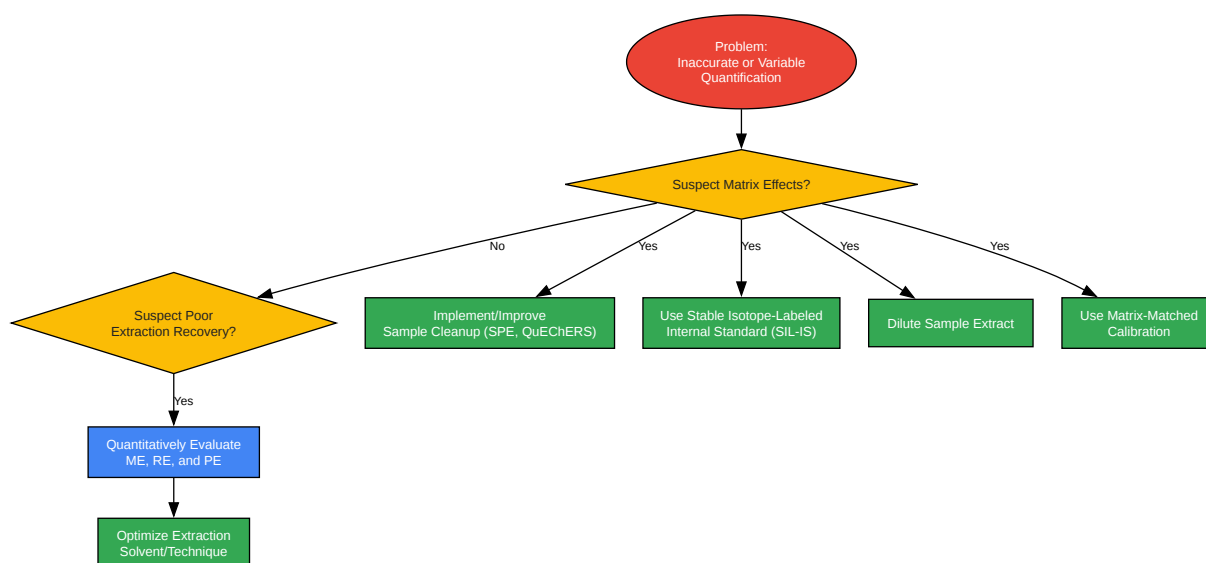 Problem:
Inaccurate or Variable
Quantification
Suspect Matrix Effects?
No
Yes
Yes
Yes
Yes
Suspect Poor
Extraction Recovery?
Implement/Improve
Sample Cleanup (SPE, QuEChERS)
Use Stable Isotope-Labeled
Internal Standard (SIL-IS)
Dilute Sample Extract
Use Matrix-Matched
Calibration
Yes
Quantitatively Evaluate
ME, RE, and PE
Optimize Extraction
Solvent/Technique